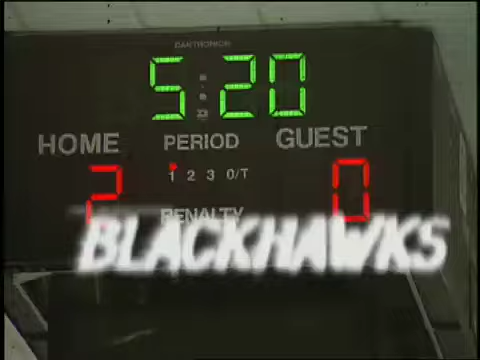 DAKTRONICS
5:20
HOME PERIOD GUEST
2 1 2 3 O/T 0
PENALTY
BLACKHAWKS